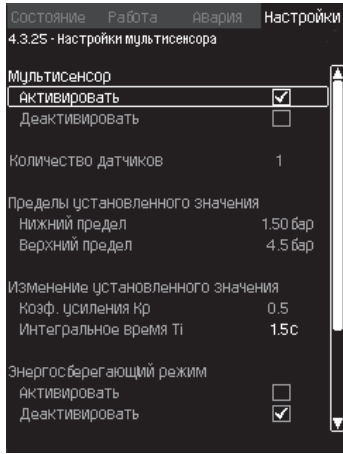 Состояние Работа Авария Настройки
4.3.25 - Настройки мультисенсора
Мультисенсор
Активировать
Деактивировать
Количество датчиков 1
Пределы установленного значения
Нижний предел 1.50 бар
Верхний предел 4.5 бар
Изменение установленного значения
Коэф. усиления Kp 0.5
Интегральное время Ti 1.5с
Энергосберегающий режим
Активировать
Деактивировать